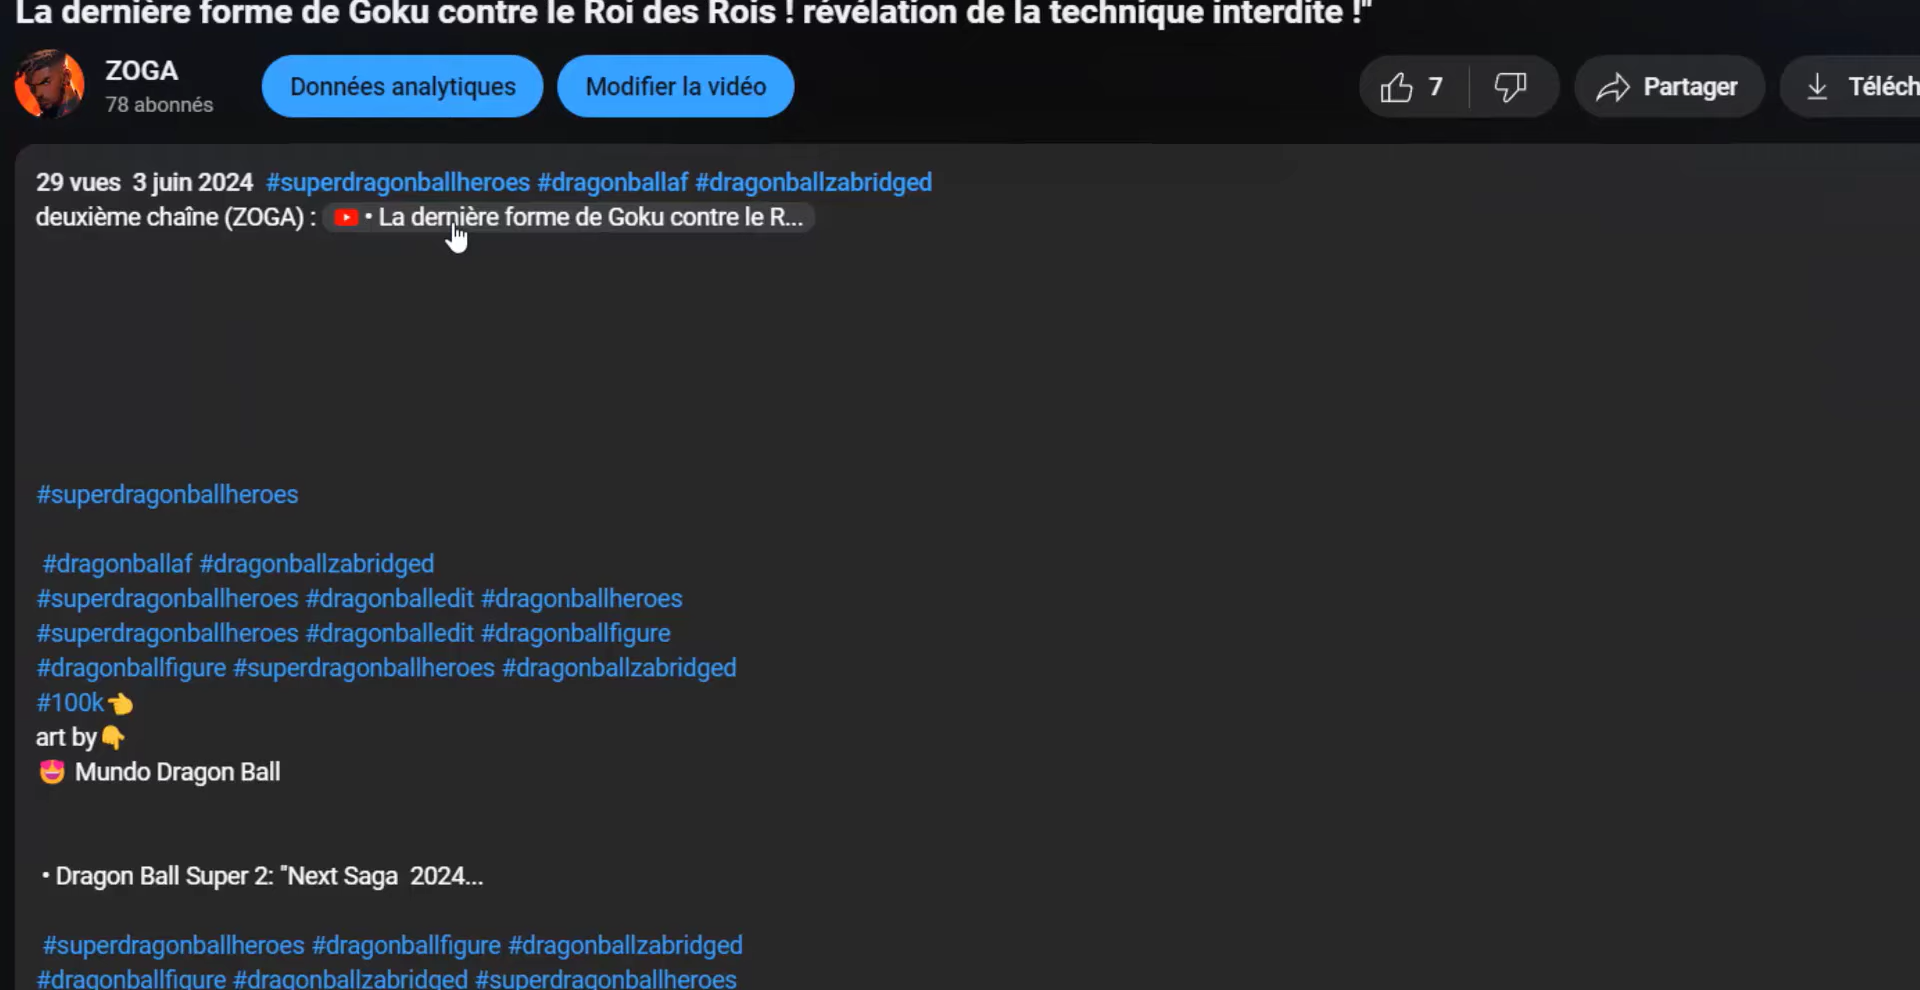 La dernière forme de Goku contre le Roi des Rois ! révélation de la technique interdite !"
ZOGA
78 abonnés
Données analytiques
Modifier la vidéo
7
Partager
Téléch
29 vues 3 juin 2024 #superdragonballheroes #dragonballaf #dragonballzabridged
deuxième chaîne (ZOGA) : • La dernière forme de Goku contre le R...
#superdragonballheroes
#dragonballaf #dragonballzabridged
#superdragonballheroes #dragonballedit #dragonballheroes
#superdragonballheroes #dragonballedit #dragonballfigure
#dragonballfigure #superdragonballheroes #dragonballzabridged
#100k👈
art by👇
😍 Mundo Dragon Ball
• Dragon Ball Super 2: "Next Saga 2024...
#superdragonballheroes #dragonballfigure #dragonballzabridged
#dragonballfigure #dragonballzabridged #superdragonballheroes